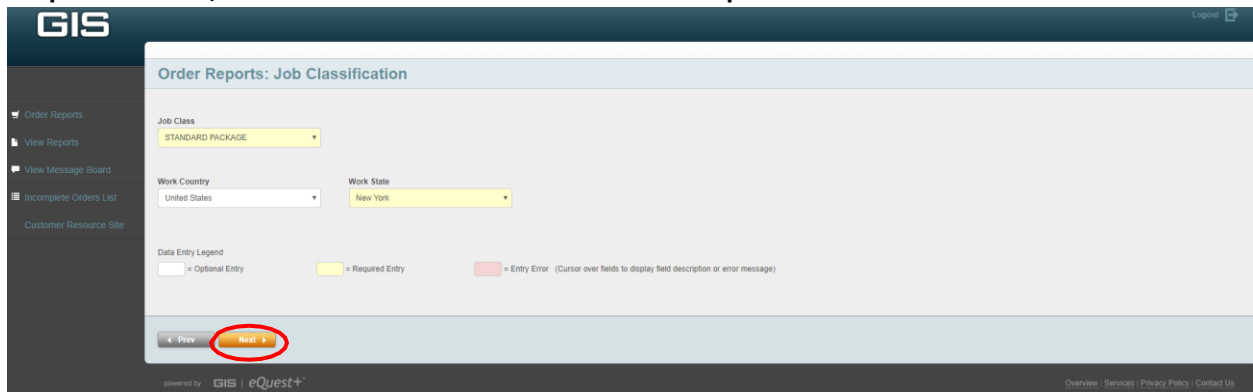 GIS
Logout
Order Reports: Job Classification
Order Reports
View Reports
View Message Board
Incomplete Orders List
Customer Resource Site
Job Class
STANDARD PACKAGE
Work Country Work State
United States New York
Data Entry Legend
= Optional Entry = Required Entry = Entry Error (Cursor over fields to display field description or error message)
Prev Next
powered by GIS | eQuest+
Overview | Services | Privacy Policy | Contact Us